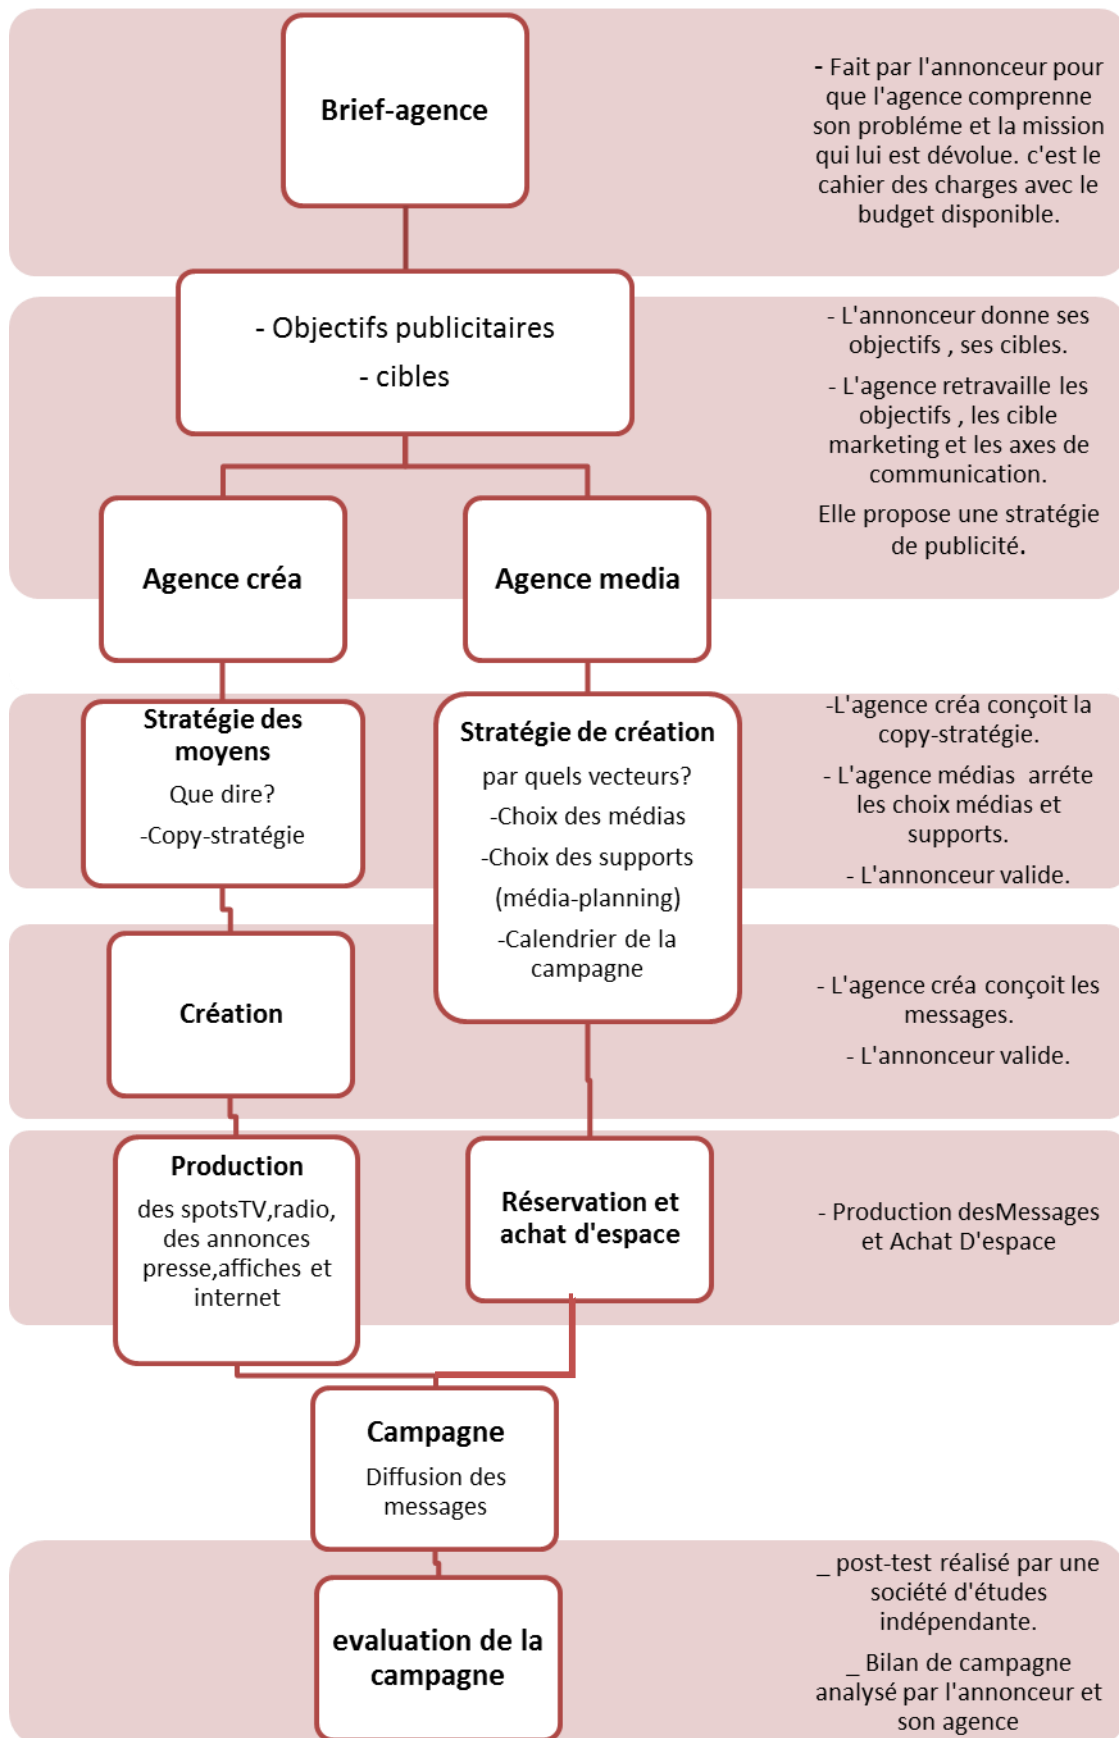 Brief-agence
- Fait par l'annonceur pour
que l'agence comprenne
son probléme et la mission
qui lui est dévolue. c'est le
cahier des charges avec le
budget disponible.
- Objectifs publicitaires
- cibles
- L'annonceur donne ses
objectifs , ses cibles.
- L'agence retravaille les
objectifs , les cible
marketing et les axes de
communication.
Elle propose une stratégie
de publicité.
Agence créa
Agence media
Stratégie des
moyens
Que dire?
-Copy-stratégie
Stratégie de création
par quels vecteurs?
-Choix des médias
-Choix des supports
(média-planning)
-Calendrier de la
campagne
-L'agence créa conçoit la
copy-stratégie.
- L'agence médias arréte
les choix médias et
supports.
- L'annonceur valide.
Création
- L'agence créa conçoit les
messages.
- L'annonceur valide.
Production
des spotsTV,radio,
des annonces
presse,affiches et
internet
Réservation et
achat d'espace
- Production desMessages
et Achat D'espace
Campagne
Diffusion des
messages
evaluation de la
campagne
_ post-test réalisé par une
société d'études
indépendante.
_ Bilan de campagne
analysé par l'annonceur et
son agence